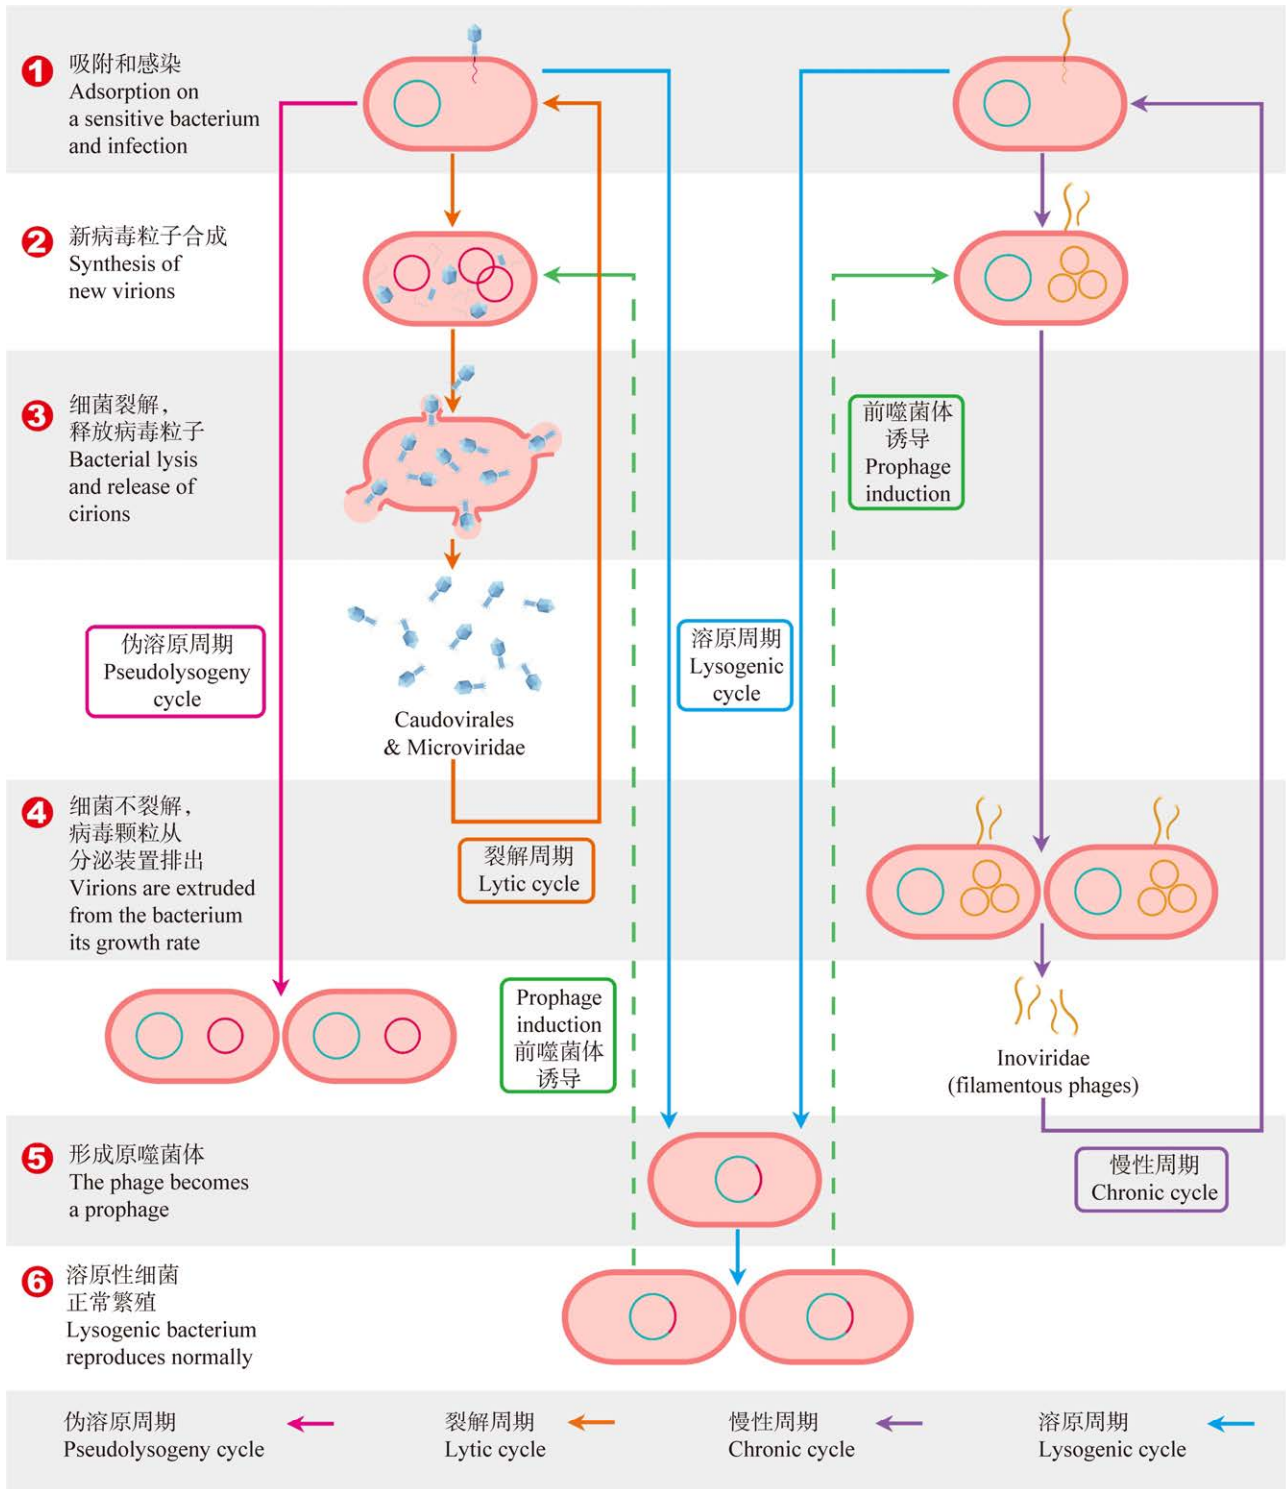 1
吸附和感染
Adsorption on
a sensitive bacterium
and infection
2
新病毒粒子合成
Synthesis of
new virions
3
细菌裂解，
释放病毒粒子
Bacterial lysis
and release of
cirions
前噬菌体
诱导
Prophage
induction
伪溶原周期
Pseudolysogeny
cycle
溶原周期
Lysogenic
cycle
Caudovirales
& Microviridae
4
细菌不裂解，
病毒颗粒从
分泌装置排出
Virions are extruded
from the bacterium
its growth rate
裂解周期
Lytic cycle
Prophage
induction
前噬菌体
诱导
Inoviridae
(filamentous phages)
5
形成原噬菌体
The phage becomes
a prophage
慢性周期
Chronic cycle
6
溶原性细菌
正常繁殖
Lysogenic bacterium
reproduces normally
伪溶原周期
Pseudolysogeny cycle
裂解周期
Lytic cycle
慢性周期
Chronic cycle
溶原周期
Lysogenic cycle